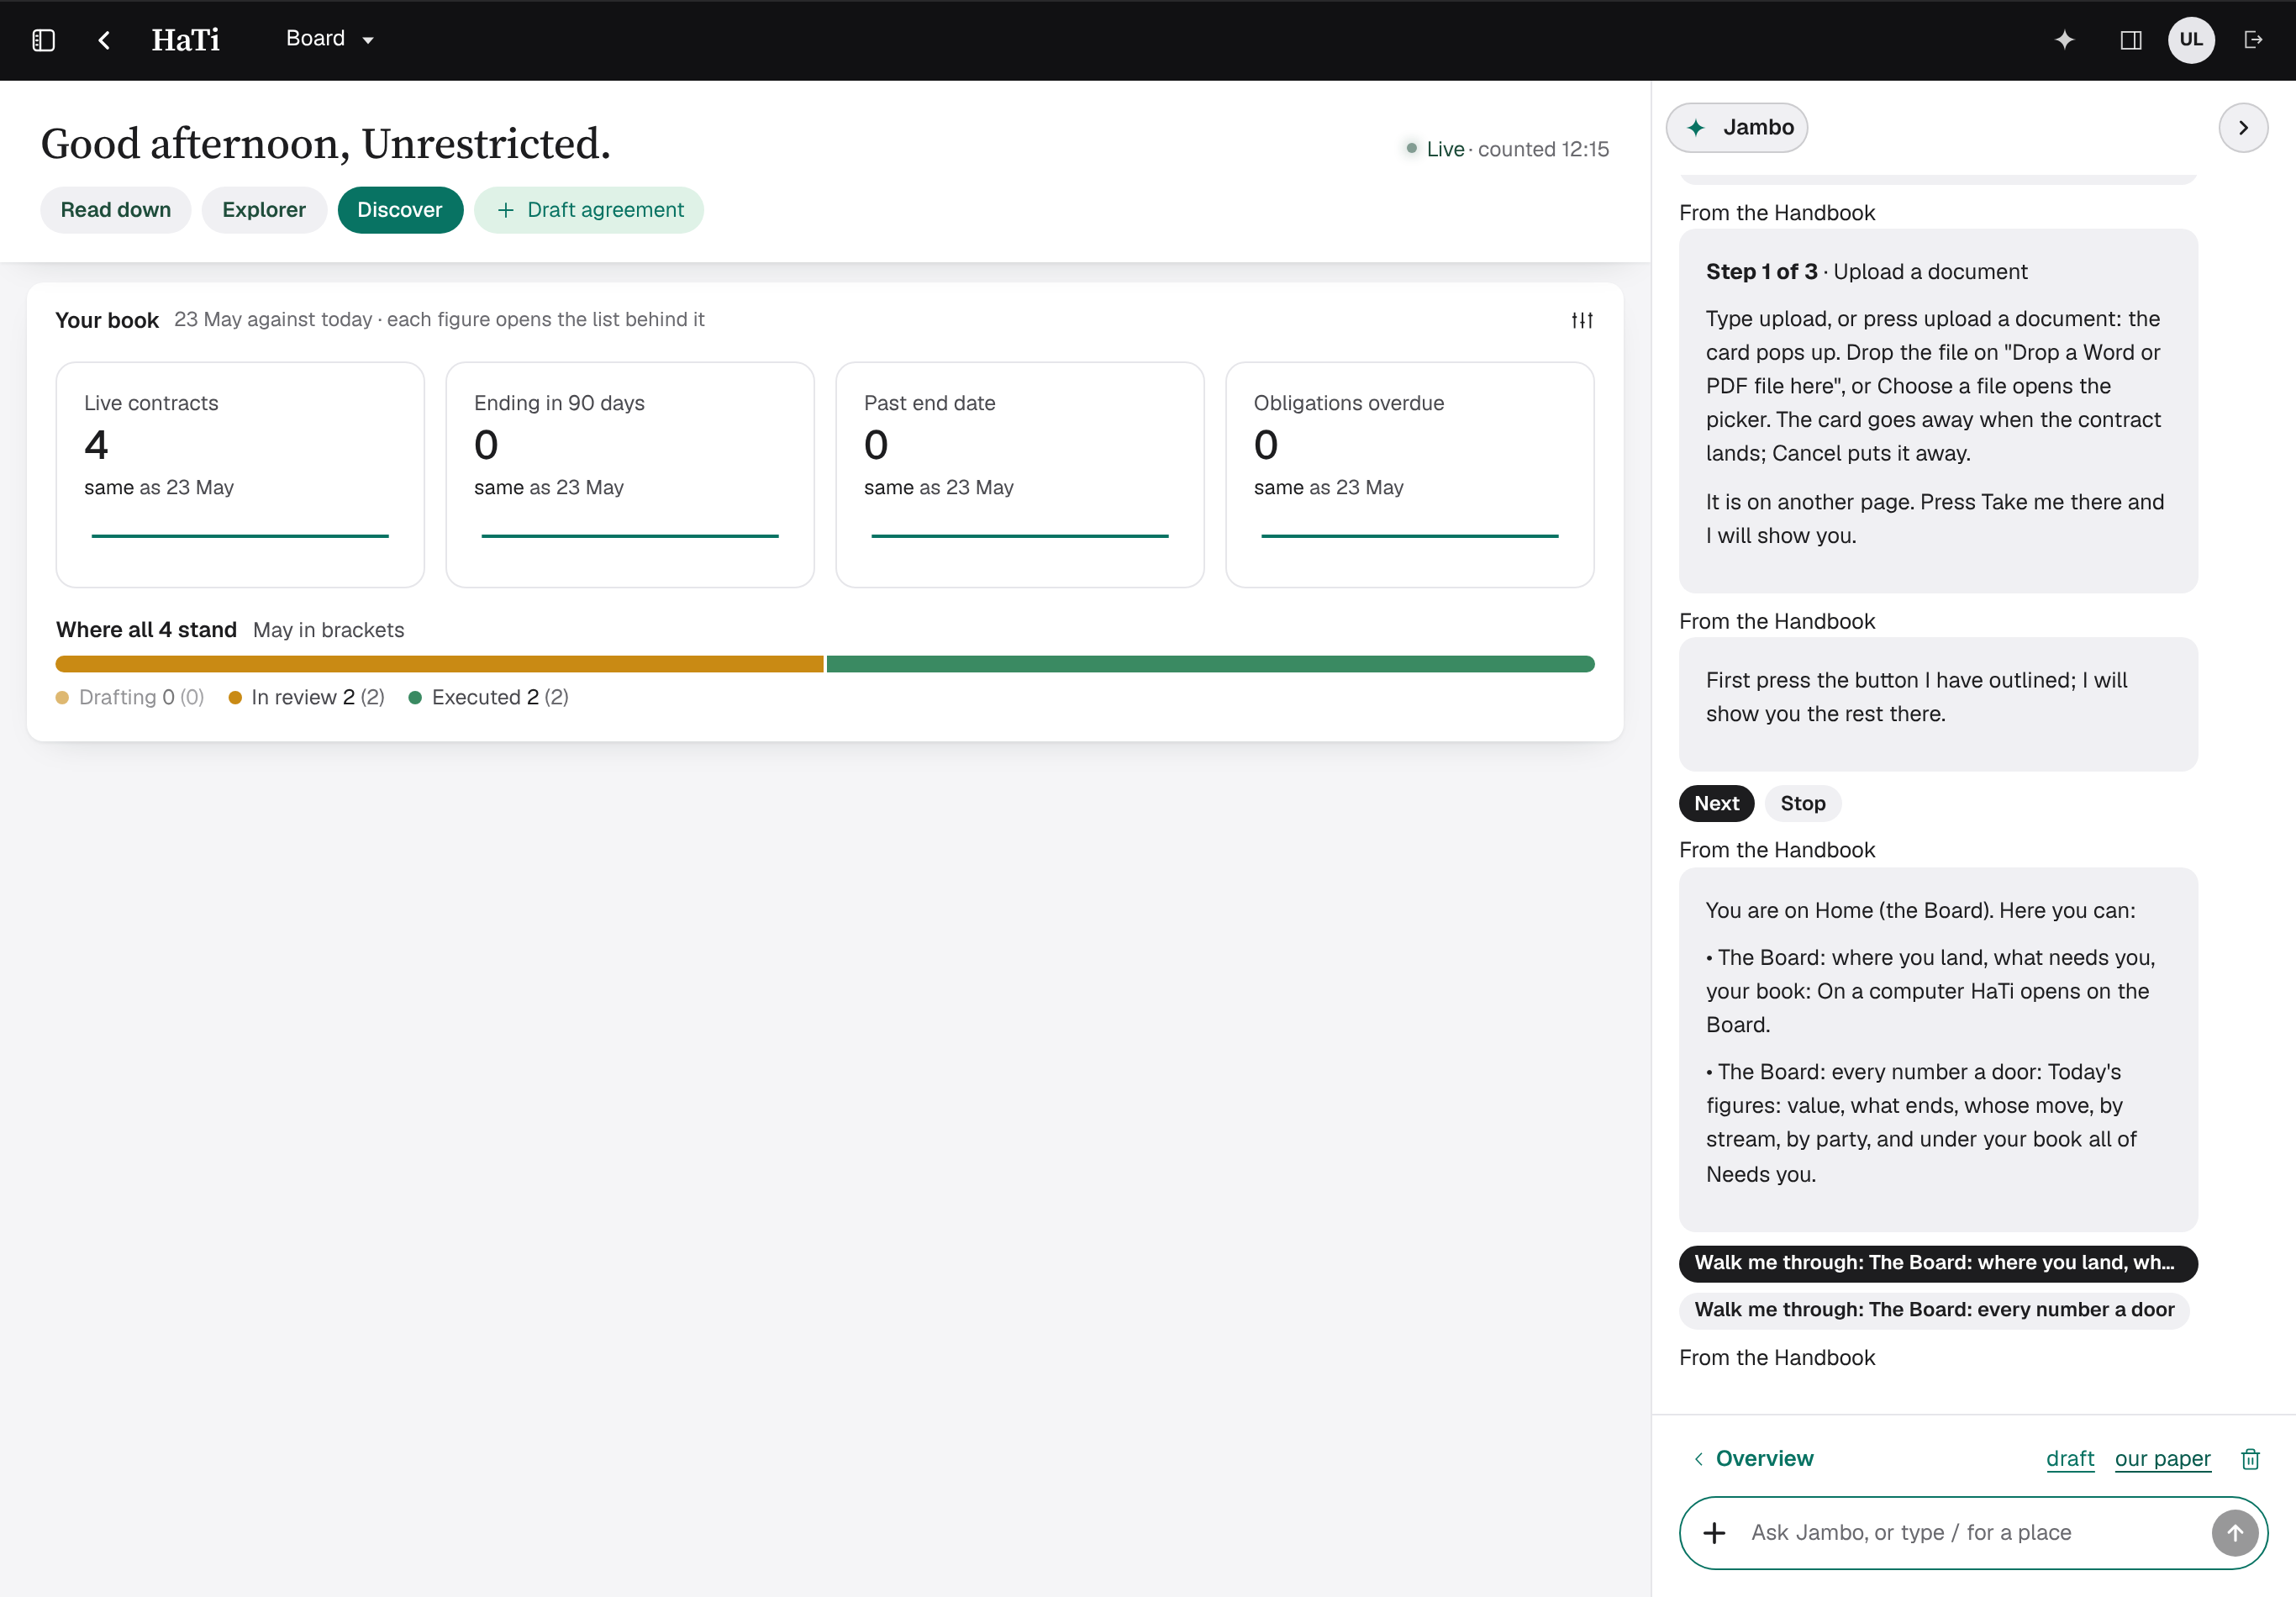 HaTi
Board
UL
Good afternoon, Unrestricted.
Live · counted 12:15
Read down
Explorer
Discover
+ Draft agreement
Your book 23 May against today · each figure opens the list behind it
Live contracts
4
same as 23 May
Ending in 90 days
0
same as 23 May
Past end date
0
same as 23 May
Obligations overdue
0
same as 23 May
Where all 4 stand May in brackets
Drafting 0 (0)
In review 2 (2)
Executed 2 (2)
Jambo
From the Handbook
Step 1 of 3 · Upload a document
Type upload, or press upload a document: the
card pops up. Drop the file on "Drop a Word or
PDF file here", or Choose a file opens the
picker. The card goes away when the contract
lands; Cancel puts it away.
It is on another page. Press Take me there and
I will show you.
From the Handbook
First press the button I have outlined; I will
show you the rest there.
Next
Stop
From the Handbook
You are on Home (the Board). Here you can:
• The Board: where you land, what needs you,
your book: On a computer HaTi opens on the
Board.
• The Board: every number a door: Today's
figures: value, what ends, whose move, by
stream, by party, and under your book all of
Needs you.
Walk me through: The Board: where you land, wh...
Walk me through: The Board: every number a door
From the Handbook
Overview
draft
our paper
Ask Jambo, or type / for a place